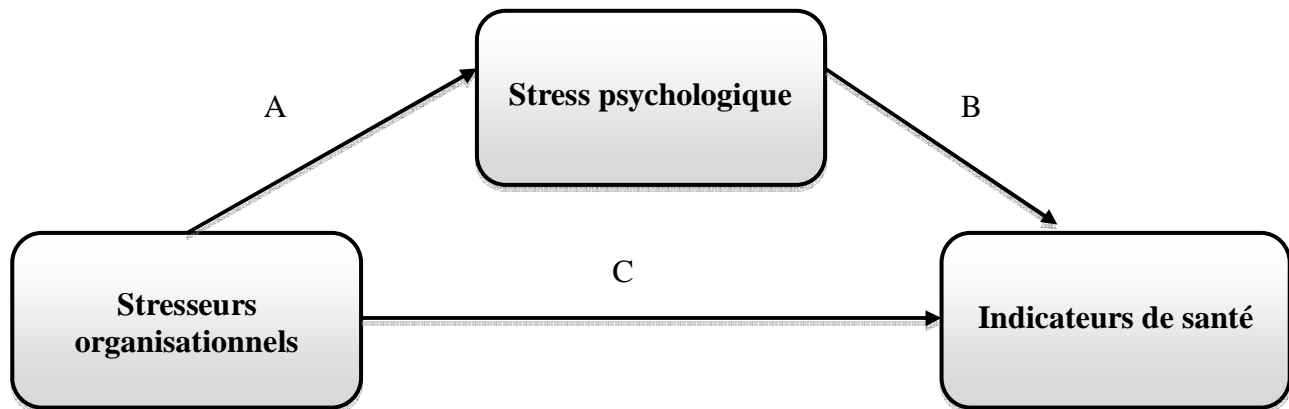 Stress psychologique
A
B
C
Stresseurs
organisationnels
Indicateurs de santé